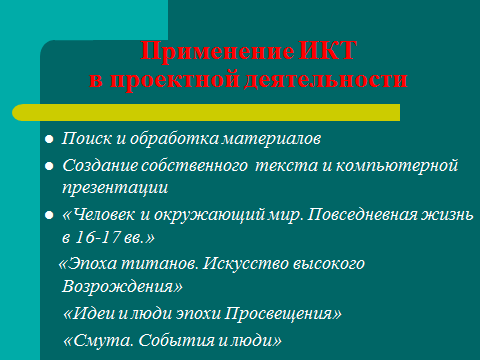 Применение ИКТ
в проектной деятельности
Поиск и обработка материалов
Создание собственного текста и компьютерной
презентации
«Человек и окружающий мир. Повседневная жизнь
в 16-17 вв.»
«Эпоха титанов. Искусство высокого
Возрождения»
«Идеи и люди эпохи Просвещения»
«Смута. События и люди»